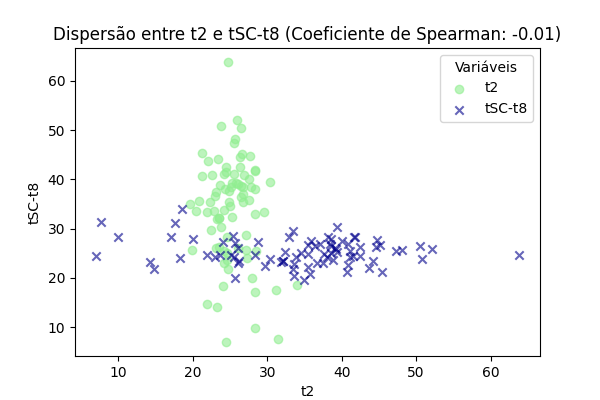 Dispersão entre t2 e tSC-t8 (Coeficiente de Spearman: -0.01)
Variáveis
t2
tSC-t8
60
50
40
30
20
10
tSC-t8
10 20 30 40 50 60
t2